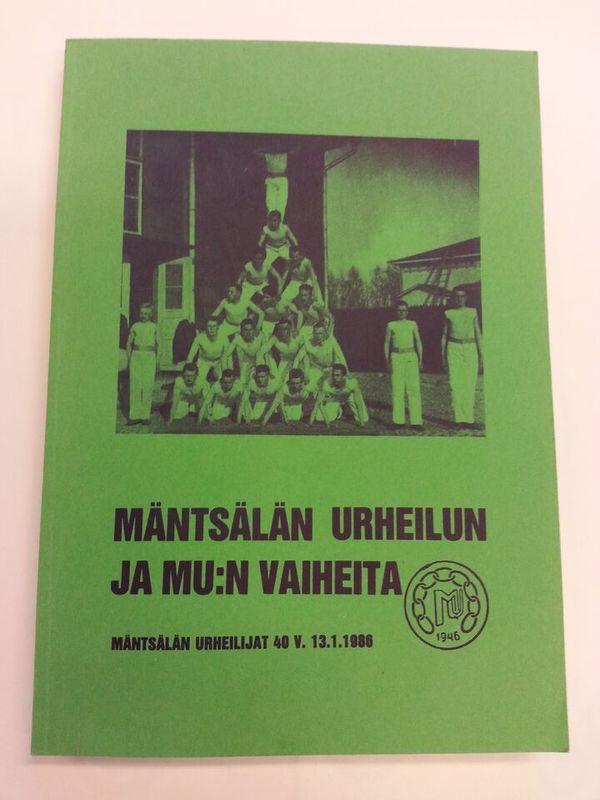 MÄNTSÄLÄN URHEILUN
JA MU:N VAIHEITA
MU
1946
MÄNTSÄLÄN URHEILIJAT 40 V. 13.1.1986